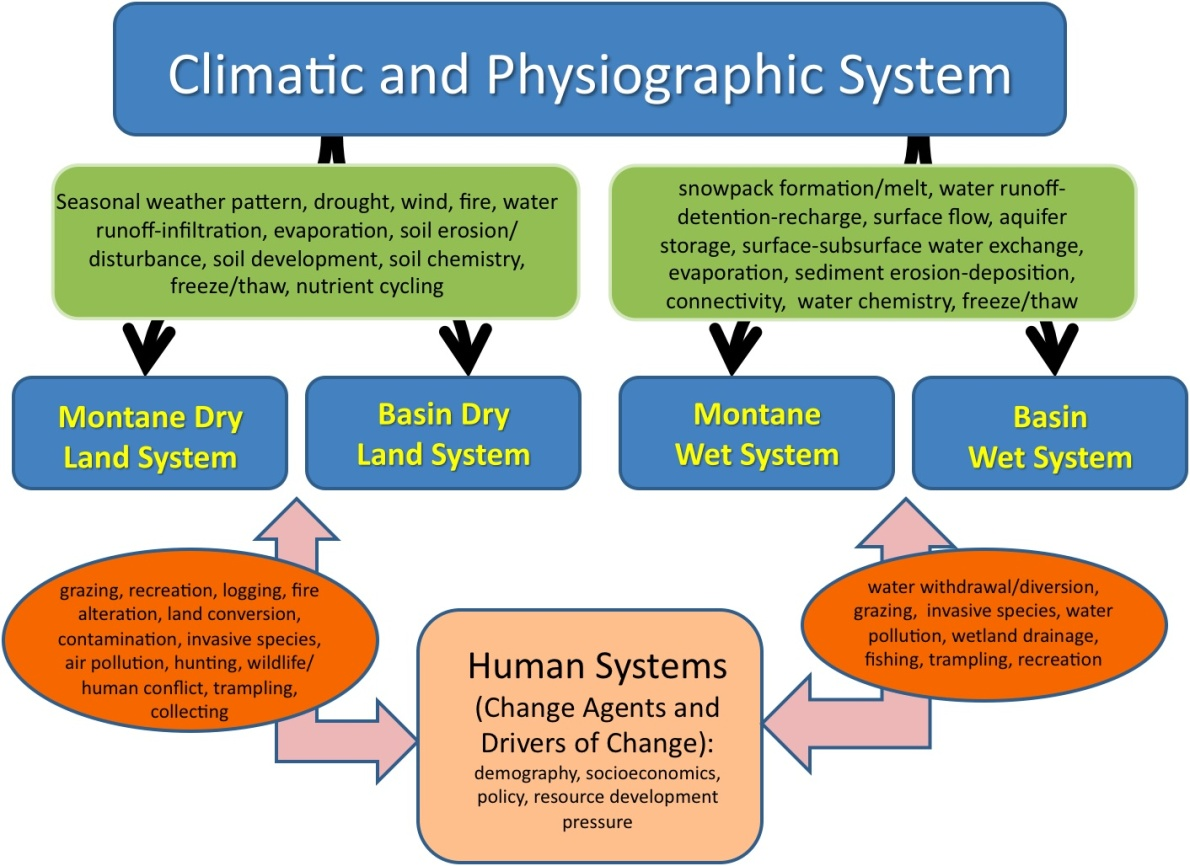 Climatic and Physiographic System
Seasonal weather pattern, drought, wind, fire, water
runoff-infiltration, evaporation, soil erosion/
disturbance, soil development, soil chemistry,
freeze/thaw, nutrient cycling
snowpack formation/melt, water runoff-
detention-recharge, surface flow, aquifer
storage, surface-subsurface water exchange,
evaporation, sediment erosion-deposition,
connectivity, water chemistry, freeze/thaw
Montane Dry
Land System
Basin Dry
Land System
Montane
Wet System
Basin
Wet System
grazing, recreation, logging, fire
alteration, land conversion,
contamination, invasive species,
air pollution, hunting, wildlife/
human conflict, trampling,
collecting
water withdrawal/diversion,
grazing, invasive species, water
pollution, wetland drainage,
fishing, trampling, recreation
Human Systems
(Change Agents and
Drivers of Change):
demography, socioeconomics,
policy, resource development
pressure